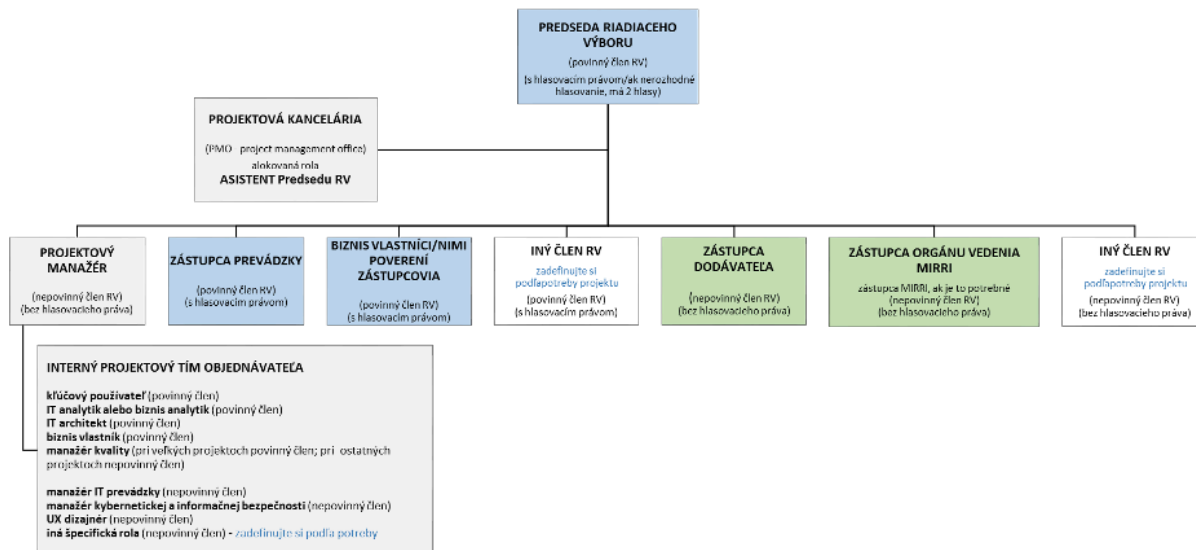 PREDSEDA RIADIACEHO
VÝBORU
(povinný člen RV)
(s hlasovacím právom/ak nerozhodné
hlasovanie, má 2 hlasy)
PROJEKTOVÁ KANCELÁRIA
(PMO project management office)
alokovaná rola
ASISTENT Predsedu RV
PROJEKTOVÝ
MANAŽÉR
(nepovinný člen RV)
(bez hlasovacieho práva)
ZÁSTUPCA PREVÁDZKY
(povinný člen RV)
(s hlasovacím právom)
BIZNIS VLASTNÍCI/NIMI
POVERENÍ
ZÁSTUPCOVIA
(povinný člen RV)
(s hlasovacím právom)
INÝ ČLEN RV
zadefinujte si
podľapotreby projektu
(povinný člen RV)
(s hlasovacím právom)
ZÁSTUPCA
DODÁVATEĽA
(nepovinný člen RV)
(bez hlasovacieho práva)
ZÁSTUPCA ORGÁNU VEDENIA
MIRRI
zástupca MIRRI, ak je to potrebné
(nepovinný člen RV)
(bez hlasovacieho práva)
INÝ ČLEN RV
zadefinujte si
podľapotreby projektu
(nepovinný člen RV)
(bez hlasovacieho práva)
INTERNÝ PROJEKTOVÝ TÍM OBJEDNÁVATEĽA
kľúčový používateľ (povinný člen)
IT analytik alebo biznis analytik (povinný člen)
IT architekt (povinný člen)
biznis vlastník (povinný člen)
manažér kvality (pri veľkých projektoch povinný člen; pri ostatných
projektoch nepovinný člen)
manažér IT prevádzky (nepovinný člen)
manažér kybernetickej a informačnej bezpečnosti (nepovinný člen)
UX dizajnér (nepovinný člen)
iná špecifická rola (nepovinný člen) - zadefinujte si podľa potreby